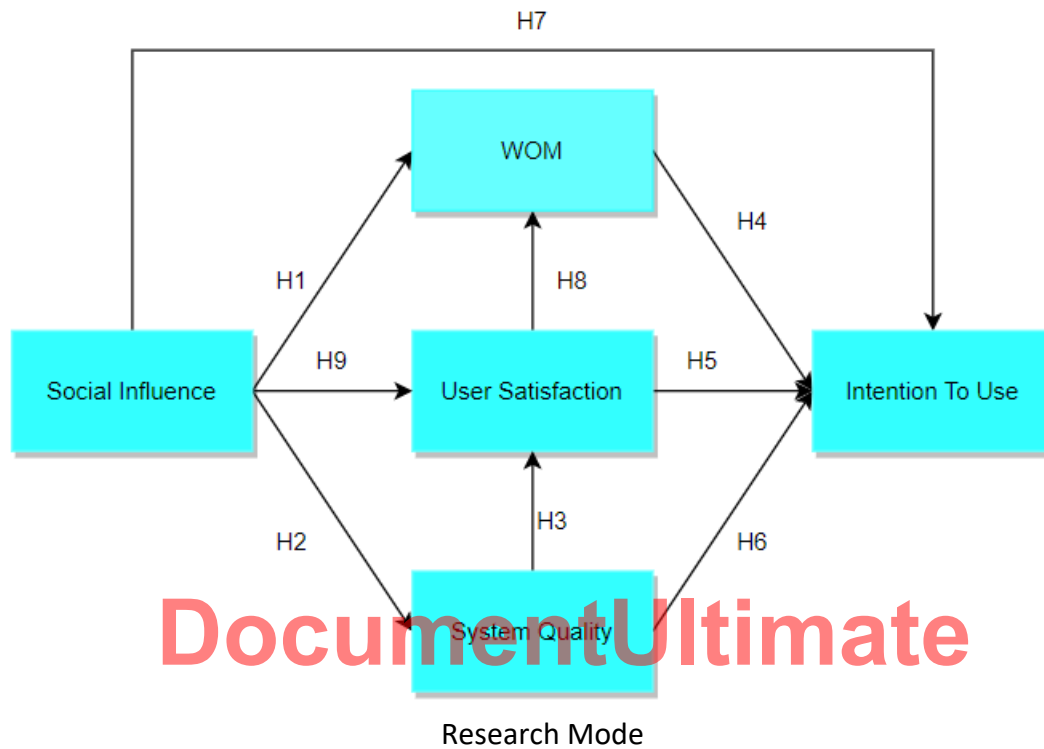 H7
WOM
H4
H1
H8
H9
H5
Social Influence
User Satisfaction
Intention To Use
H3
H2
H6
System Quality
DocumentUltimate
Research Mode